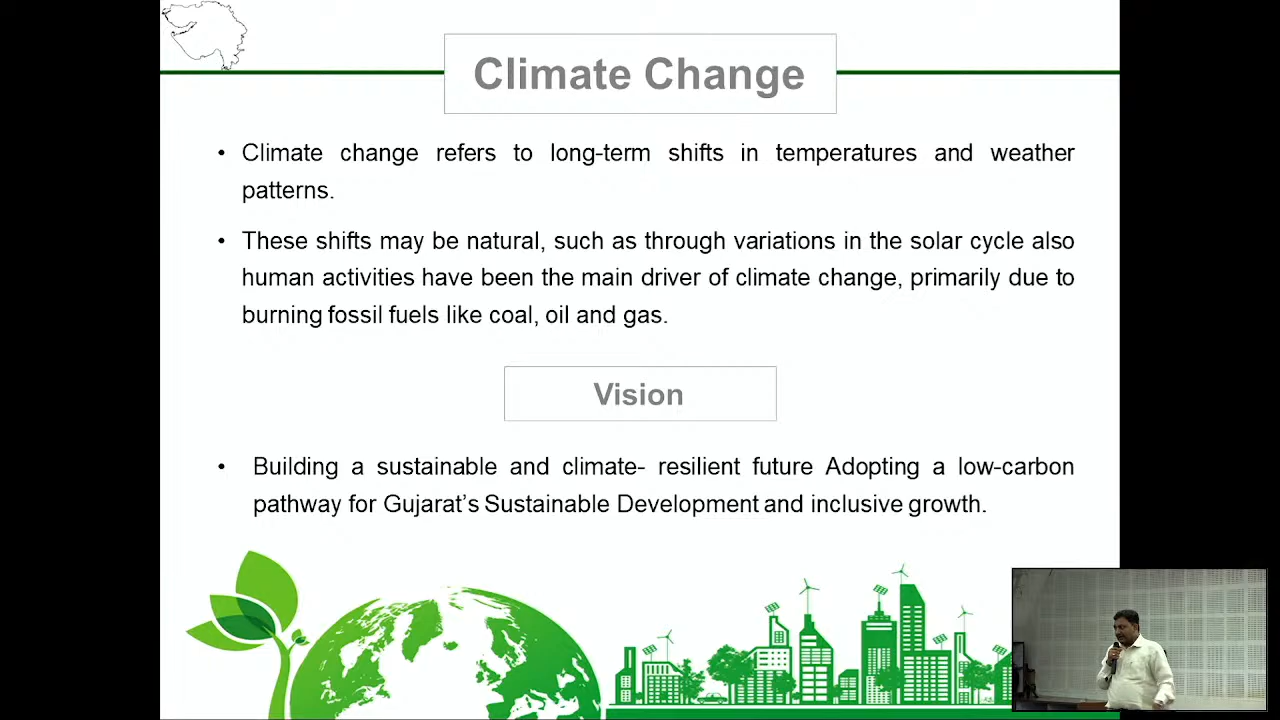 Climate Change
• Climate change refers to long-term shifts in temperatures and weather
patterns.
• These shifts may be natural, such as through variations in the solar cycle also
human activities have been the main driver of climate change, primarily due to
burning fossil fuels like coal, oil and gas.
Vision
• Building a sustainable and climate- resilient future Adopting a low-carbon
pathway for Gujarat's Sustainable Development and inclusive growth.